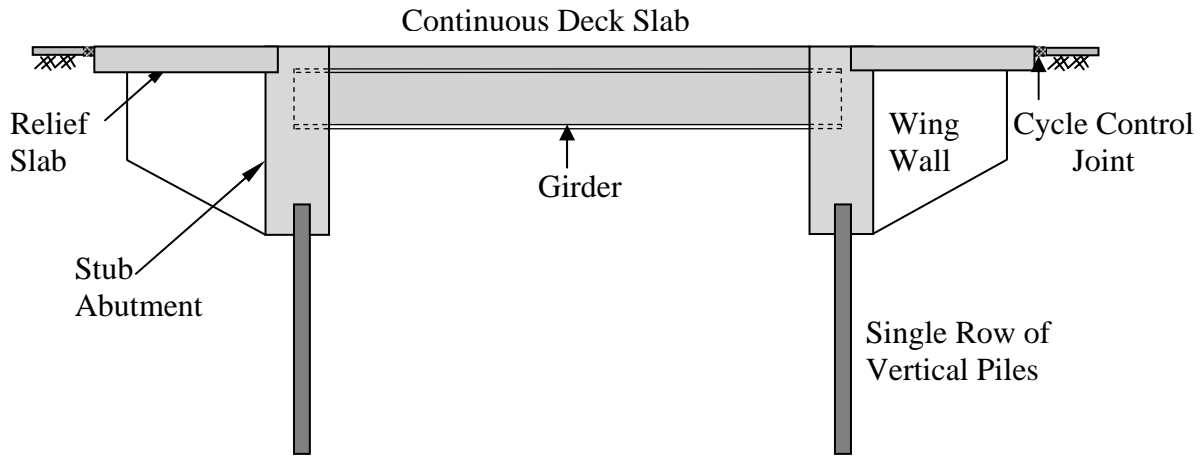 Continuous Deck Slab
Relief
Slab
Wing
Wall
Cycle Control
Joint
Girder
Stub
Abutment
Single Row of
Vertical Piles